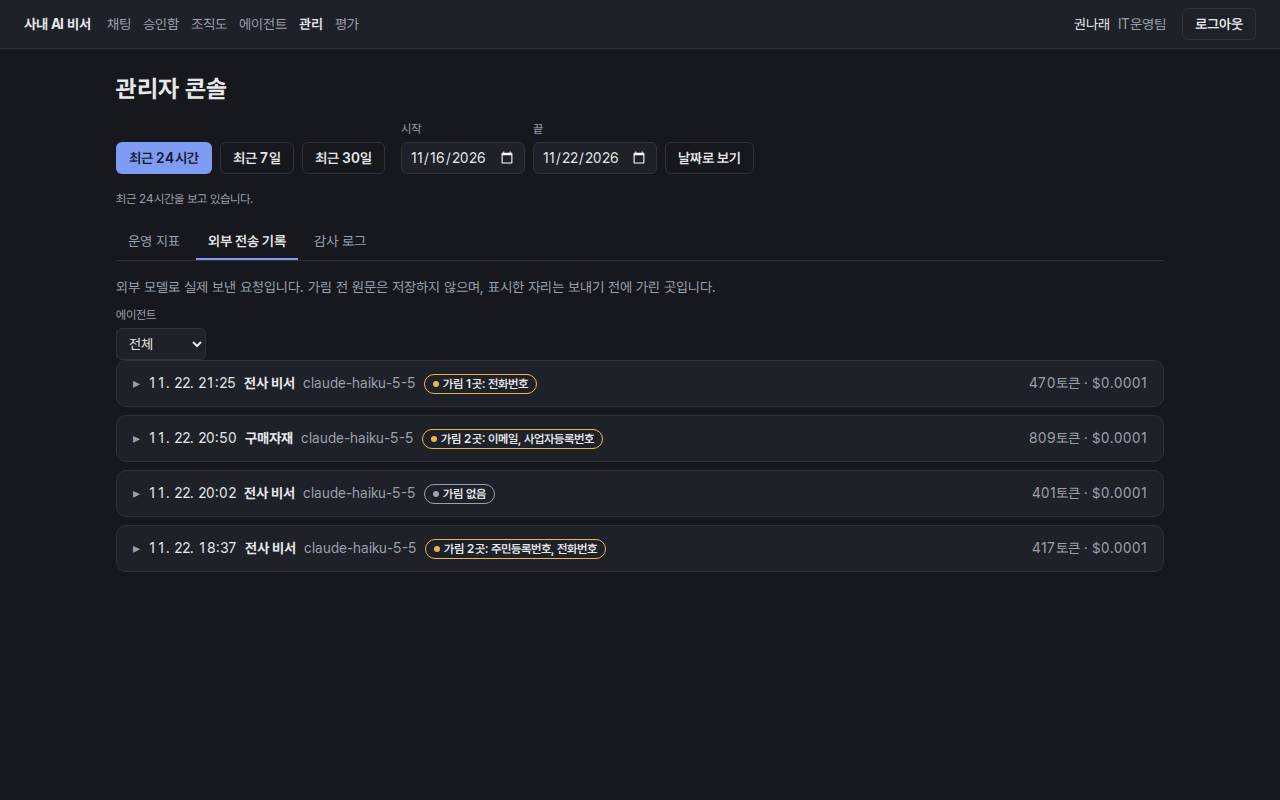 사내 AI 비서 채팅 승인함 조직도 에이전트 관리 평가 권나래 IT운영팀 로그아웃
관리자 콘솔
시작 끝
최근 24시간 최근 7일 최근 30일 11/16/2026 11/22/2026 날짜로 보기
최근 24시간을 보고 있습니다.
운영 지표 외부 전송 기록 감사 로그
외부 모델로 실제 보낸 요청입니다. 가림 전 원문은 저장하지 않으며, 표시한 자리는 보내기 전에 가린 곳입니다.
에이전트
전체
▸ 11. 22. 21:25 전사 비서 claude-haiku-5-5 가림 1곳: 전화번호 470토큰 · $0.0001
▸ 11. 22. 20:50 구매자재 claude-haiku-5-5 가림 2곳: 이메일, 사업자등록번호 809토큰 · $0.0001
▸ 11. 22. 20:02 전사 비서 claude-haiku-5-5 가림 없음 401토큰 · $0.0001
▸ 11. 22. 18:37 전사 비서 claude-haiku-5-5 가림 2곳: 주민등록번호, 전화번호 417토큰 · $0.0001